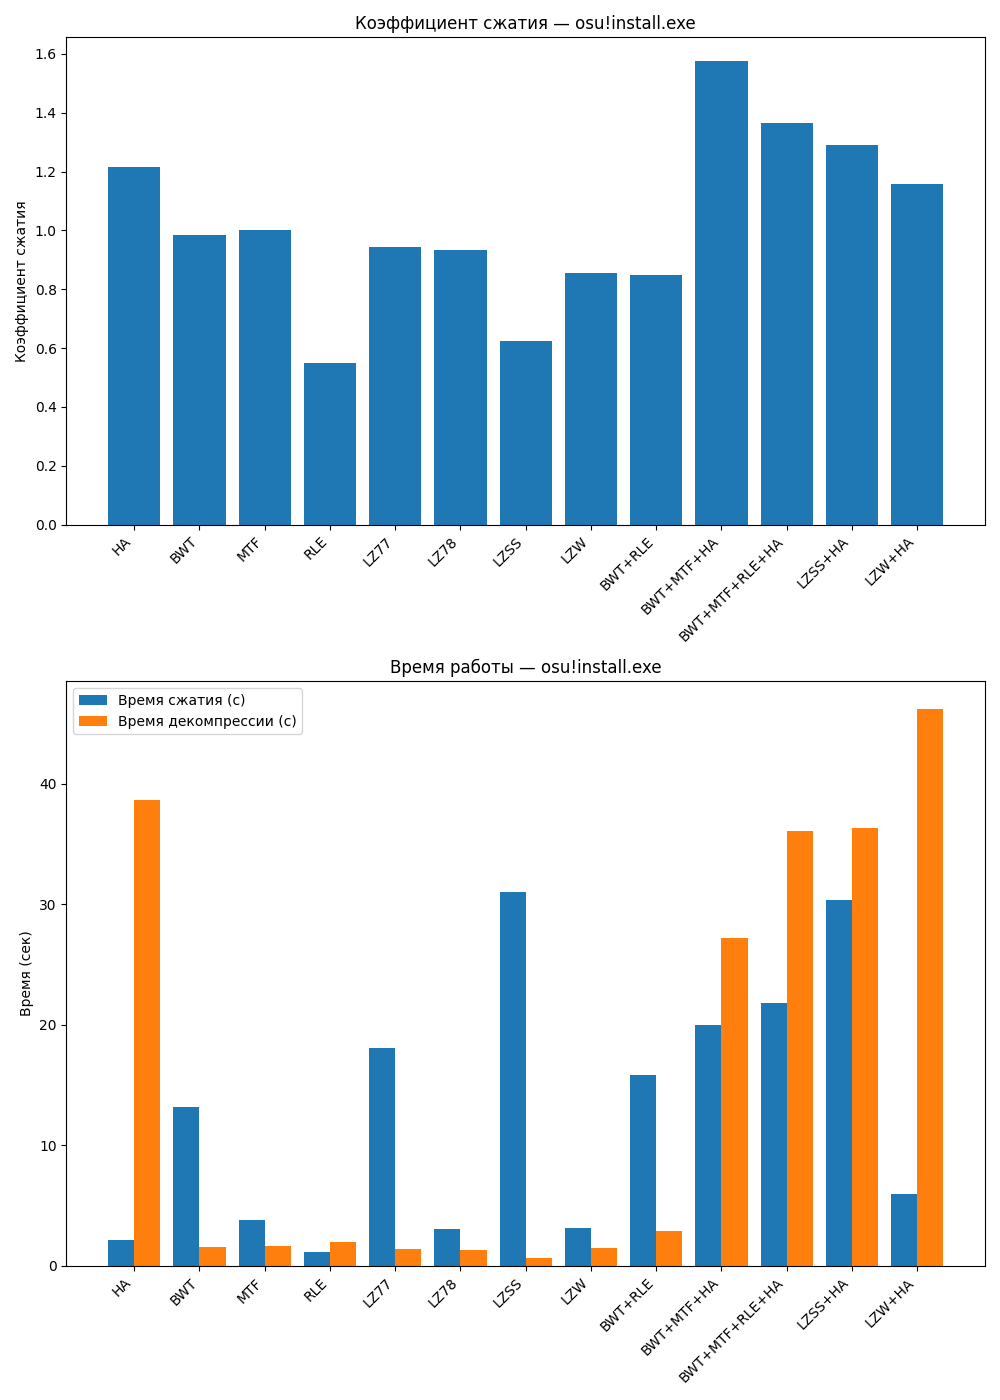 Коэффициент сжатия — osu!install.exe
Коэффициент сжатия
1.6
1.4
1.2
1.0
0.8
0.6
0.4
0.2
0.0
HA
BWT
MTF
RLE
LZ77
LZ78
LZSS
LZW
BWT+RLE
BWT+MTF+HA
BWT+MTF+RLE+HA
LZSS+HA
LZW+HA
Время работы — osu!install.exe
Время сжатия (с)
Время декомпрессии (с)
Время (сек)
40
30
20
10
0
HA
BWT
MTF
RLE
LZ77
LZ78
LZSS
LZW
BWT+RLE
BWT+MTF+HA
BWT+MTF+RLE+HA
LZSS+HA
LZW+HA